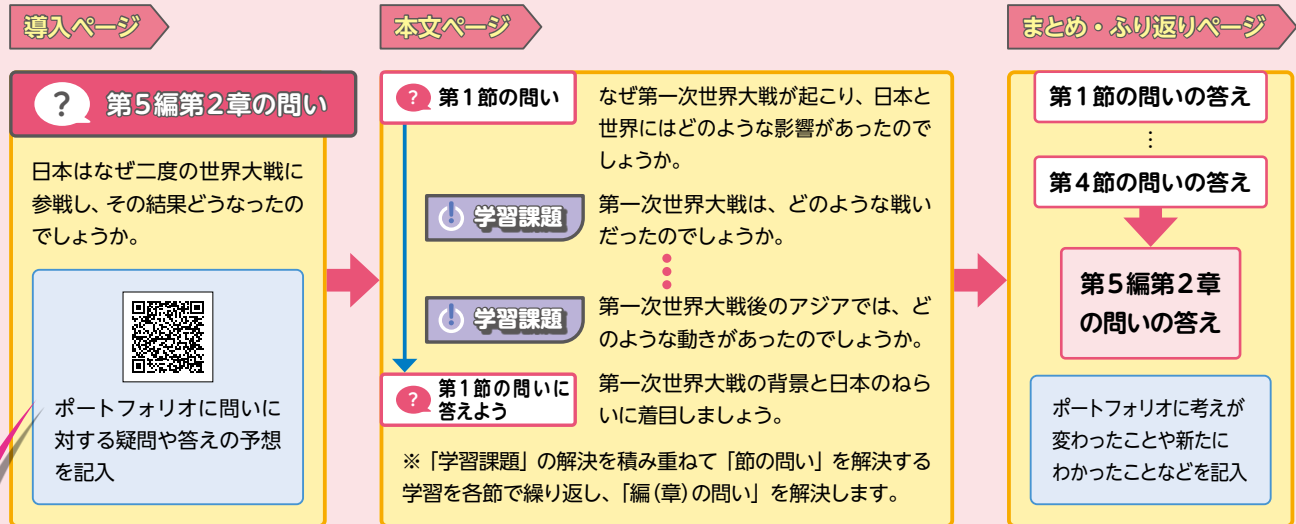 導入ページ
?
第5編第2章の問い
日本はなぜ二度の世界大戦に
参戦し、その結果どうなったの
でしょうか。
ポートフォリオに問いに
対する疑問や答えの予想
を記入
本文ページ
?
第1節の問い
なぜ第一次世界大戦が起こり、日本と
世界にはどのような影響があったので
しょうか。
学習課題
第一次世界大戦は、どのような戦い
だったのでしょうか。
学習課題
第一次世界大戦後のアジアでは、ど
のような動きがあったのでしょうか。
?
第1節の問いに
答えよう
第一次世界大戦の背景と日本のねら
いに着目しましょう。
※「学習課題」の解決を積み重ねて「節の問い」を解決する
学習を各節で繰り返し、「編(章)の問い」を解決します。
まとめ・ふり返りページ
第1節の問いの答え
⋮
第4節の問いの答え
第5編第2章
の問いの答え
ポートフォリオに考えが
変わったことや新たに
わかったことなどを記入